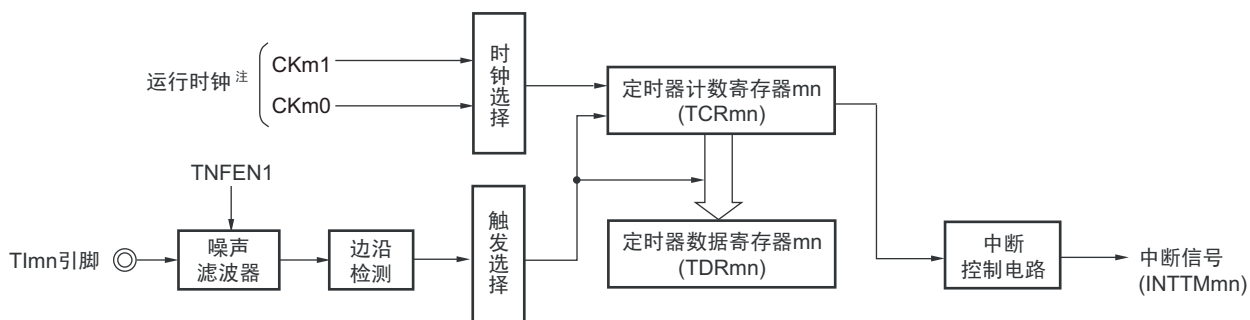 运行时钟注
CKm1
CKm0
时钟选择
定时器计数寄存器mn
(TCRmn)
TNFEN1
TImn引脚
噪声
滤波器
边沿
检测
触发选择
定时器数据寄存器mn
(TDRmn)
中断
控制电路
中断信号
(INTTMmn)